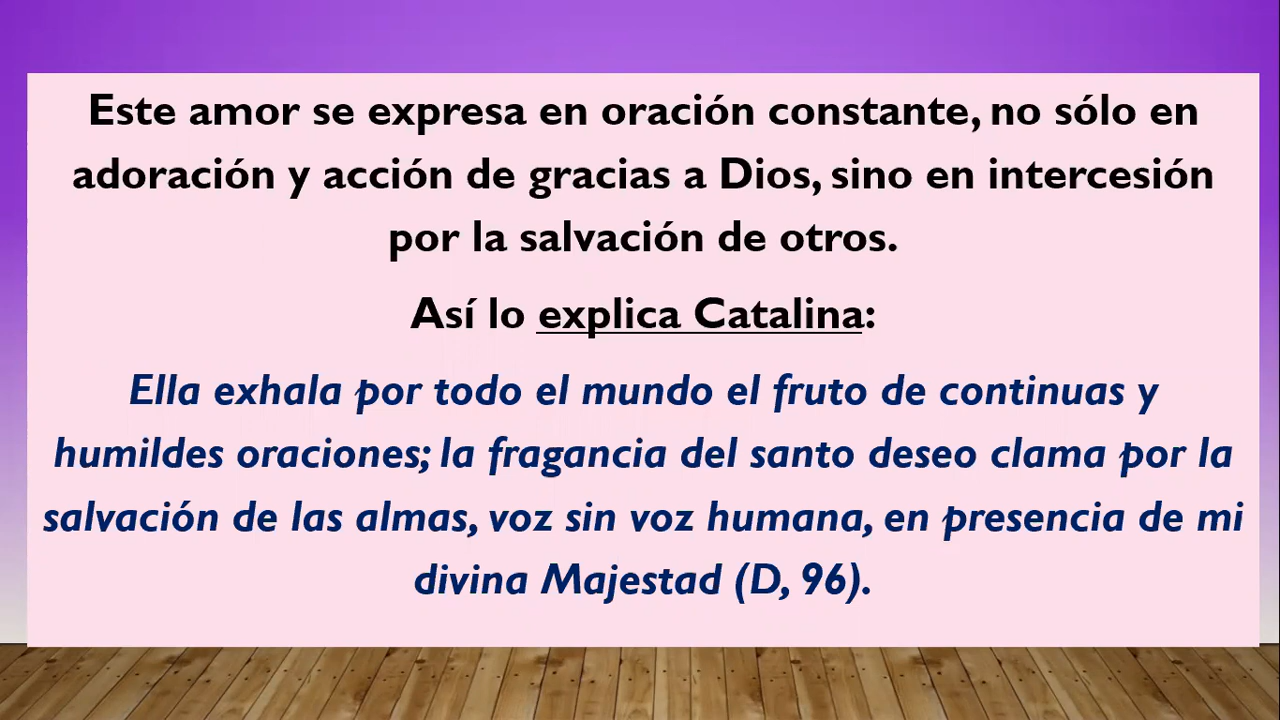 Este amor se expresa en oración constante, no sólo en
adoración y acción de gracias a Dios, sino en intercesión
por la salvación de otros.
Así lo explica Catalina:
Ella exhala por todo el mundo el fruto de continuas y
humildes oraciones; la fragancia del santo deseo clama por la
salvación de las almas, voz sin voz humana, en presencia de mi
divina Majestad (D, 96).